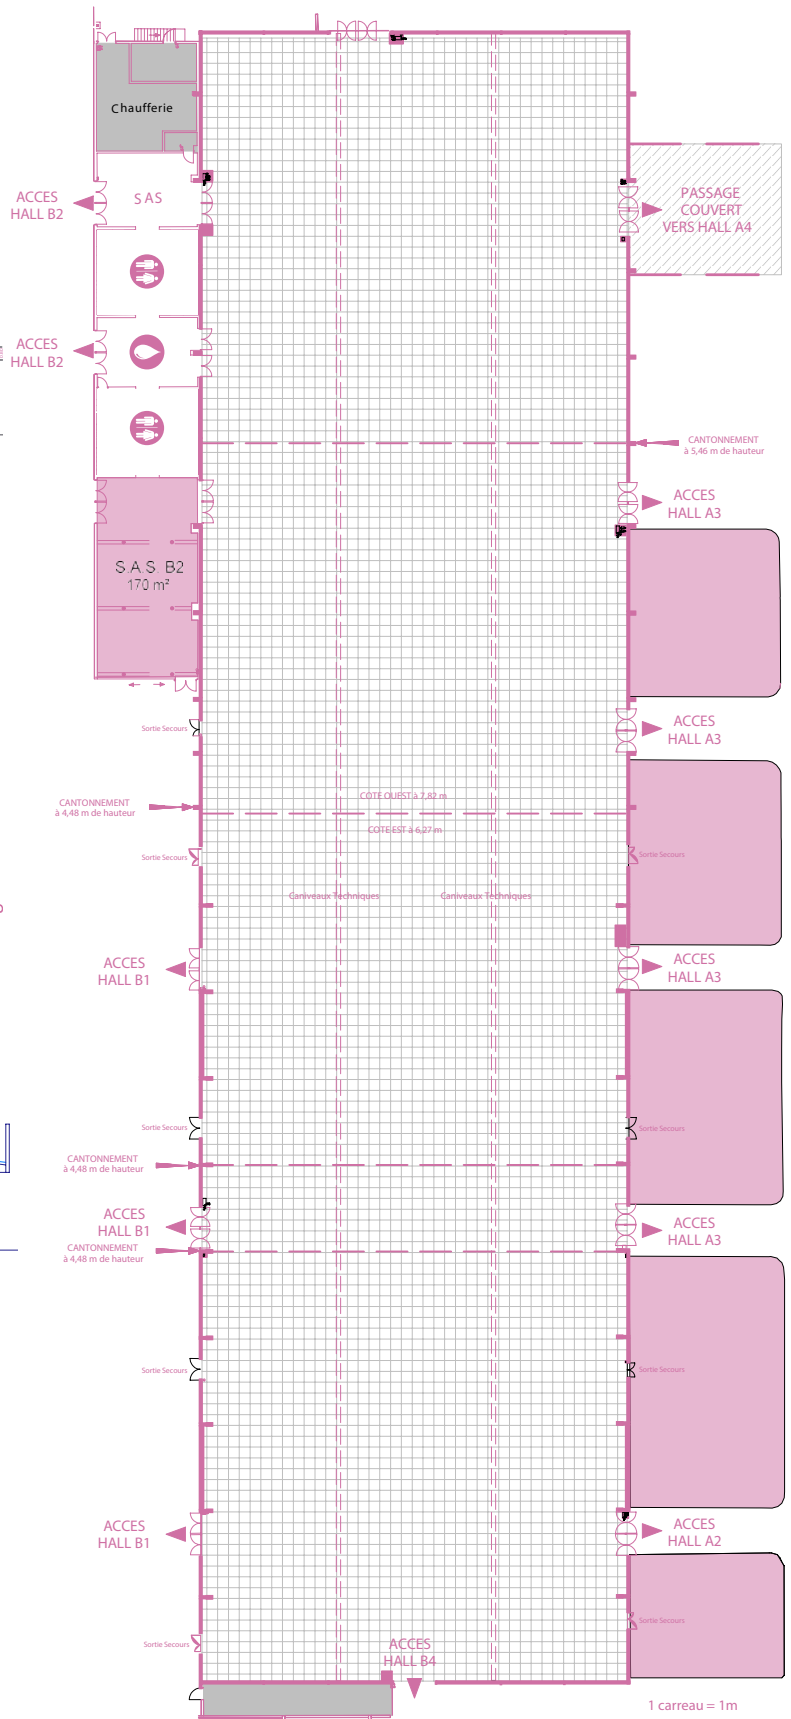 Chaufferie
ACCES
HALL B2
SAS
PASSAGE
COUVERT
VERS HALL A4
ACCES
HALL B2
CANTONNEMENT
à 5,46 m de hauteur
ACCES
HALL A3
S.A.S. B2
170 m²
Sortie Secours
ACCES
HALL A3
COTE OUEST à 7,82 m
CANTONNEMENT
à 4,48 m de hauteur
COTE EST à 6,27 m
Sortie Secours
Sortie Secours
Caniveaux Techniques
Caniveaux Techniques
ACCES
HALL B1
ACCES
HALL A3
Sortie Secours
Sortie Secours
CANTONNEMENT
à 4,48 m de hauteur
ACCES
HALL B1
ACCES
HALL A3
CANTONNEMENT
à 4,48 m de hauteur
Sortie Secours
Sortie Secours
ACCES
HALL B1
ACCES
HALL A2
Sortie Secours
Sortie Secours
ACCES
HALL B4
1 carreau = 1m